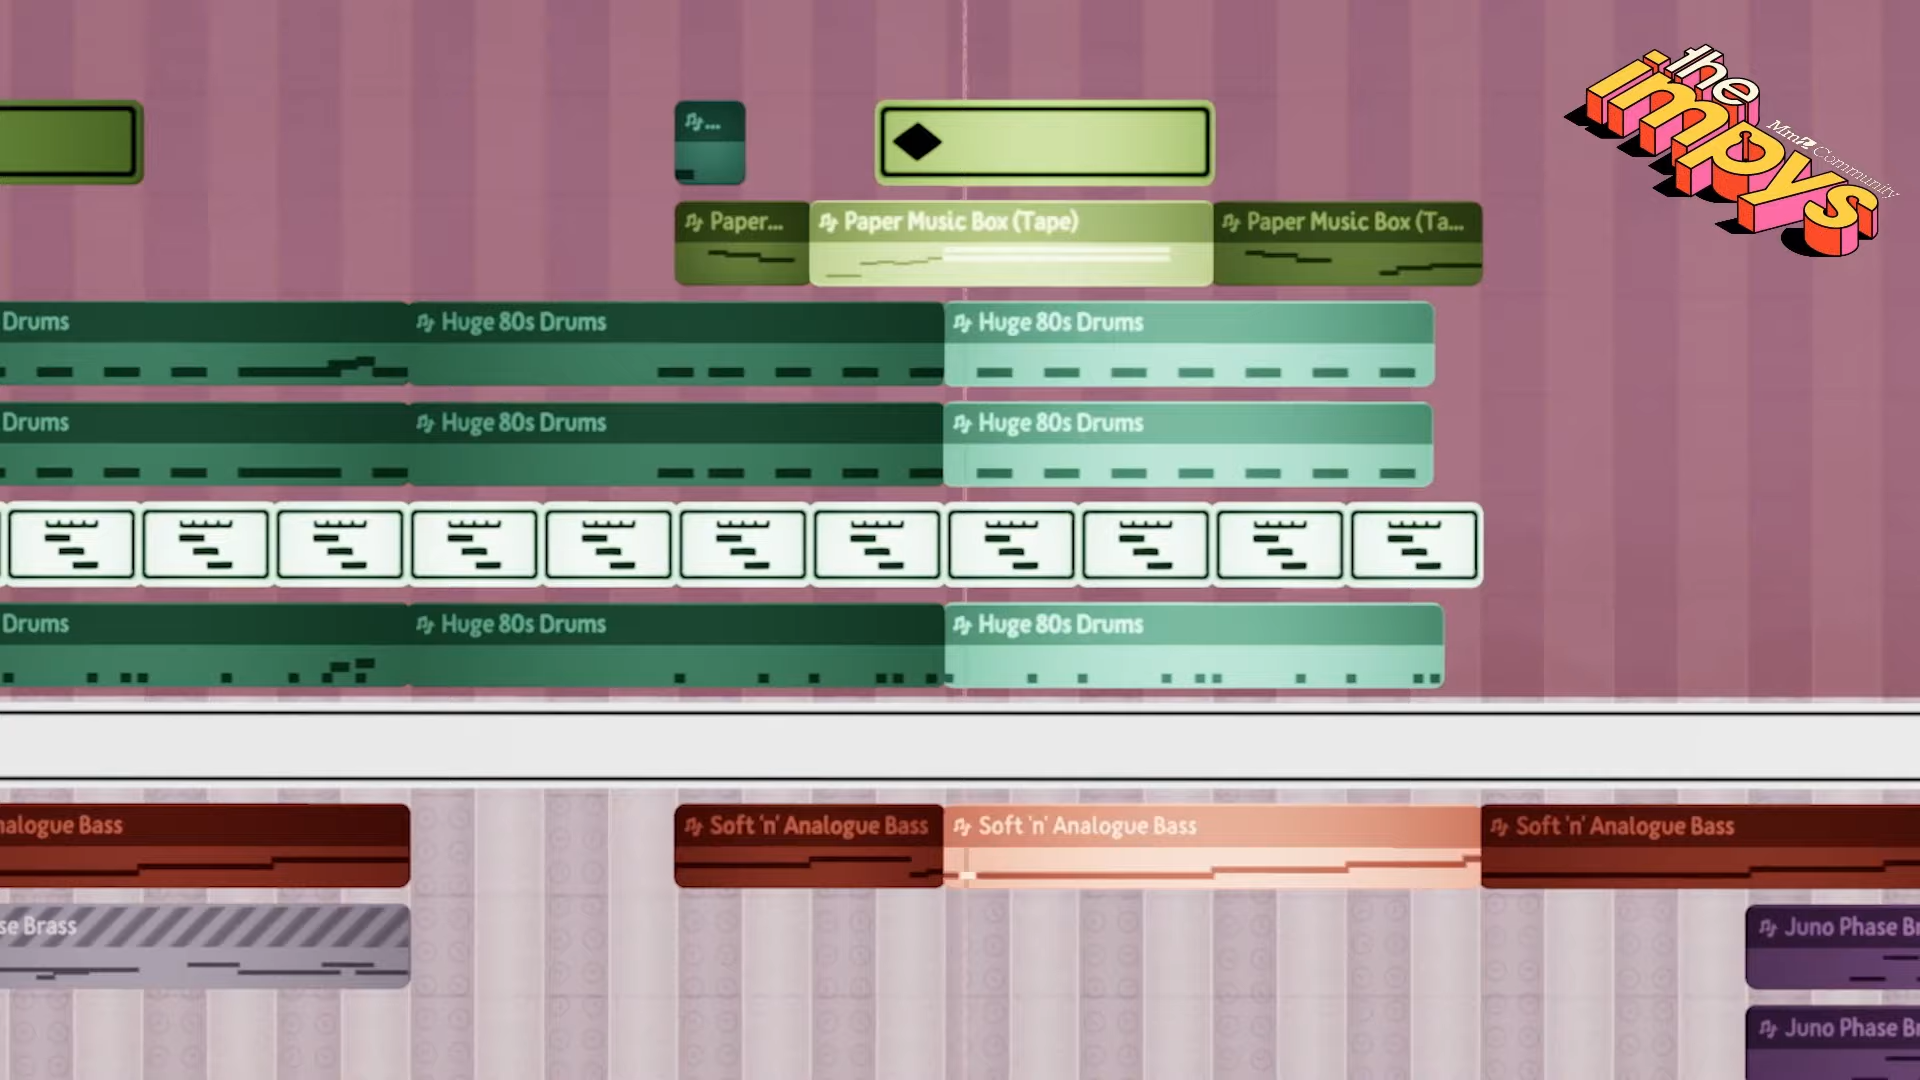 the
impys
Mm Community
...
Paper...
Paper Music Box (Tape)
Paper Music Box (Ta...
Drums
Huge 80s Drums
Huge 80s Drums
Drums
Huge 80s Drums
Huge 80s Drums
Drums
Huge 80s Drums
Huge 80s Drums
nalogue Bass
Soft 'n' Analogue Bass
Soft 'n' Analogue Bass
Soft 'n' Analogue Bass
se Brass
Juno Phase Br
Juno Phase Br